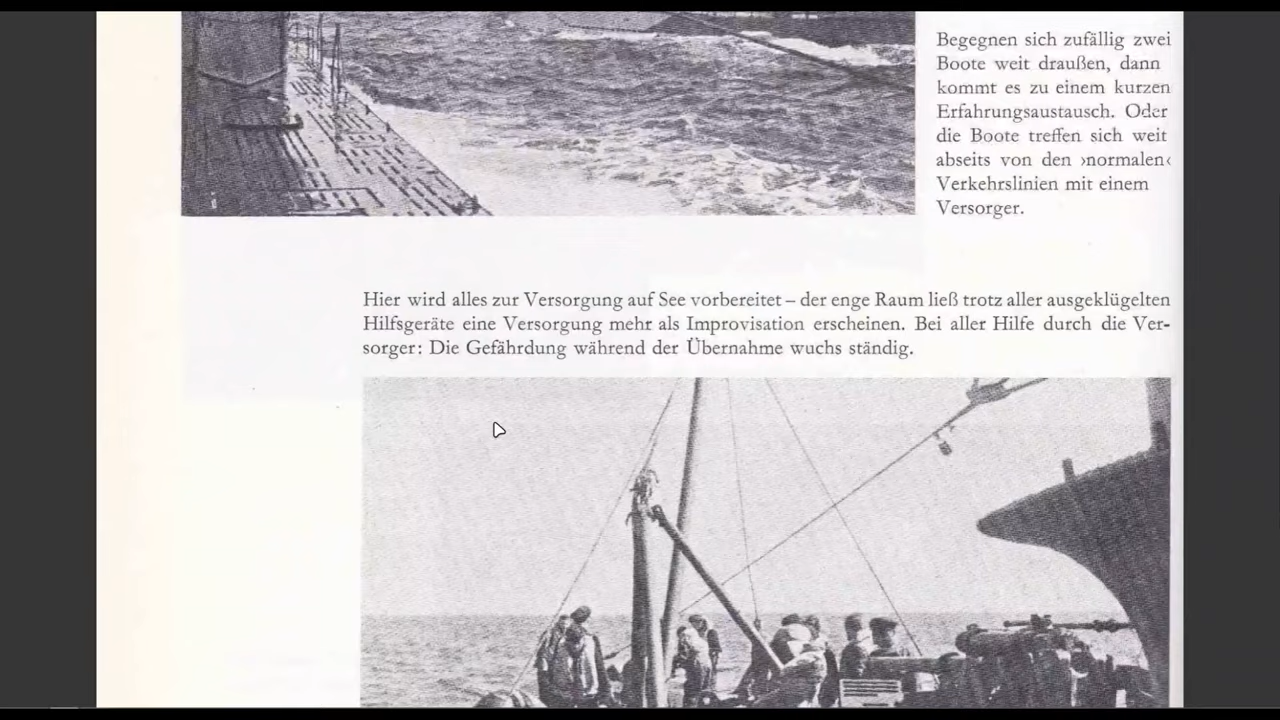 Begegnen sich zufällig zwei
Boote weit draußen, dann
kommt es zu einem kurzen
Erfahrungsaustausch. Oder
die Boote treffen sich weit
abseits von den ›normalen‹
Verkehrslinien mit einem
Versorger.
Hier wird alles zur Versorgung auf See vorbereitet – der enge Raum ließ trotz aller ausgeklügelten
Hilfsgeräte eine Versorgung mehr als Improvisation erscheinen. Bei aller Hilfe durch die Ver-
sorger: Die Gefährdung während der Übernahme wuchs ständig.